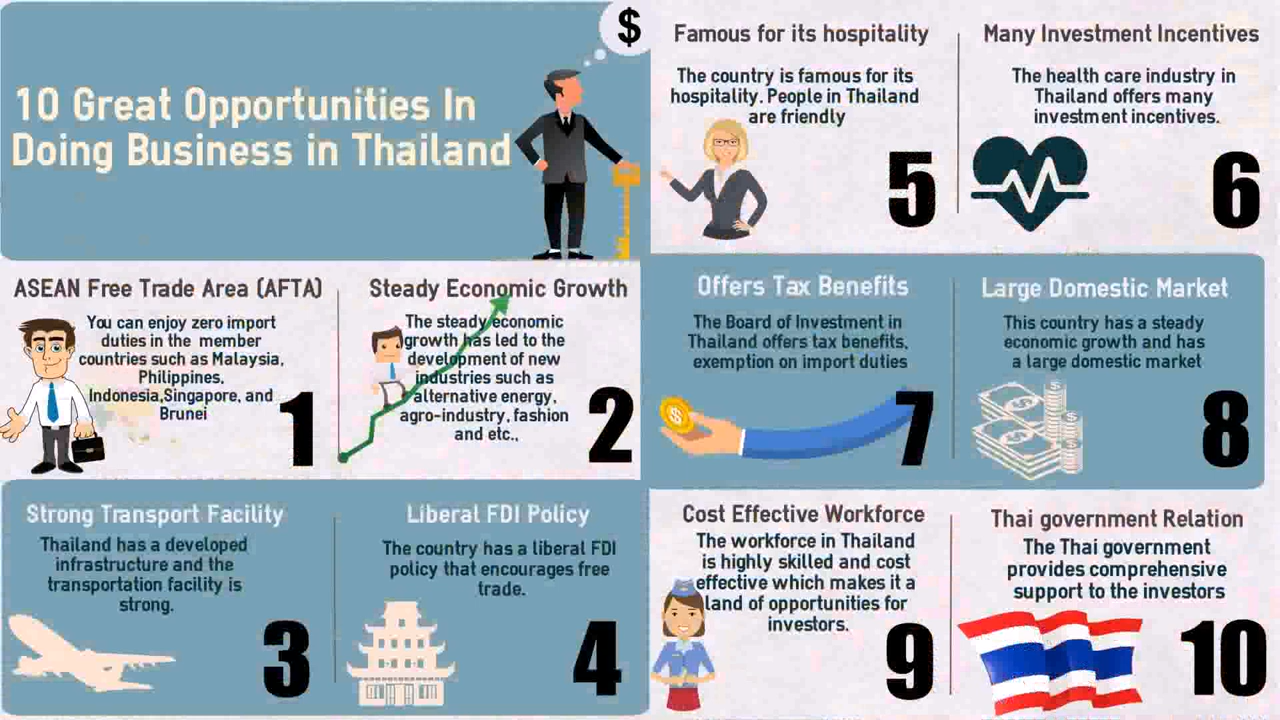 $
10 Great Opportunities In
Doing Business in Thailand
ASEAN Free Trade Area (AFTA)
You can enjoy zero import
duties in the member
countries such as Malaysia,
Philippines,
Indonesia,Singapore, and
Brunei
1
Steady Economic Growth
The steady economic
growth has led to the
development of new
industries such as
alternative energy,
agro-industry, fashion
and etc.,
2
Strong Transport Facility
Thailand has a developed
infrastructure and the
transportation facility is
strong.
3
Liberal FDI Policy
The country has a liberal FDI
policy that encourages free
trade.
4
Famous for its hospitality
The country is famous for its
hospitality. People in Thailand
are friendly
5
Many Investment Incentives
The health care industry in
Thailand offers many
investment incentives.
6
Offers Tax Benefits
The Board of Investment in
Thailand offers tax benefits,
exemption on import duties
$
7
Large Domestic Market
This country has a steady
economic growth and has
a large domestic market
8
Cost Effective Workforce
The workforce in Thailand
is highly skilled and cost
effective which makes it a
land of opportunities for
investors.
9
Thai government Relation
The Thai government
provides comprehensive
support to the investors
10